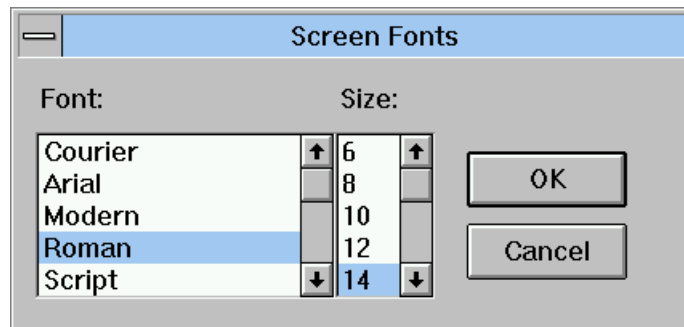 Screen Fonts
Font:
Size:
Courier
Arial
Modern
Roman
Script
6
8
10
12
14
OK
Cancel